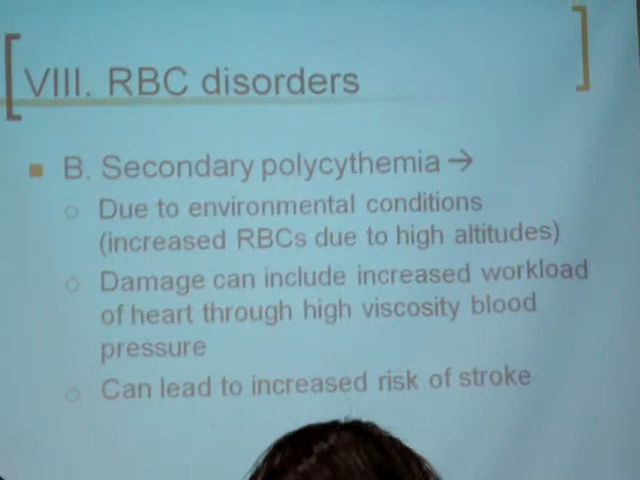 VIII. RBC disorders
B. Secondary polycythemia →
Due to environmental conditions
(increased RBCs due to high altitudes)
Damage can include increased workload
of heart through high viscosity blood
pressure
Can lead to increased risk of stroke